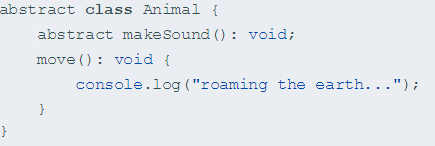 abstract class Animal {
    abstract makeSound(): void;
    move(): void {
        console.log("roaming the earth...");
    }
}